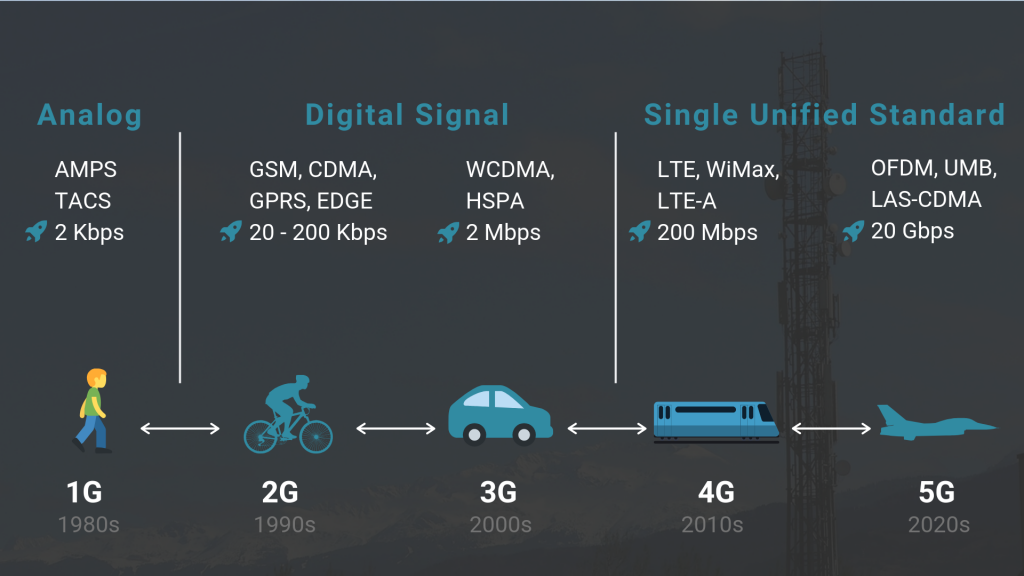 Analog
Digital Signal
Single Unified Standard
AMPS
TACS
2 Kbps
GSM, CDMA,
GPRS, EDGE
20 - 200 Kbps
WCDMA,
HSPA
2 Mbps
LTE, WiMax,
LTE-A
200 Mbps
OFDM, UMB,
LAS-CDMA
20 Gbps
1G
1980s
2G
1990s
3G
2000s
4G
2010s
5G
2020s